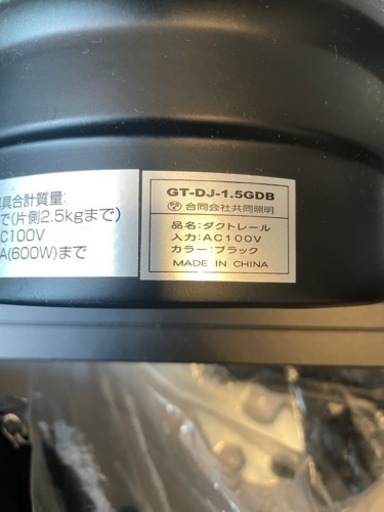 具合計質量:
で(片側2.5kgまで)
C100V
A(600W)まで
GT-DJ-1.5GDB
合同会社共同照明
品名:ダクトレール
入力:AC100V
カラー:ブラック
MADE IN CHINA